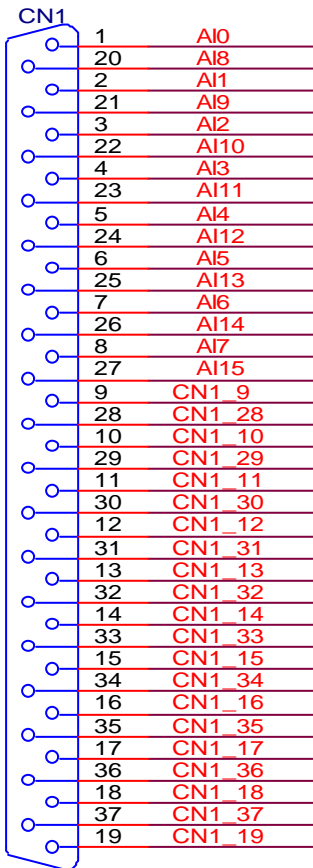 CN1
1 AI0
20 AI8
2 AI1
21 AI9
3 AI2
22 AI10
4 AI3
23 AI11
5 AI4
24 AI12
6 AI5
25 AI13
7 AI6
26 AI14
8 AI7
27 AI15
9 CN1_9
28 CN1_28
10 CN1_10
29 CN1_29
11 CN1_11
30 CN1_30
12 CN1_12
31 CN1_31
13 CN1_13
32 CN1_32
14 CN1_14
33 CN1_33
15 CN1_15
34 CN1_34
16 CN1_16
35 CN1_35
17 CN1_17
36 CN1_36
18 CN1_18
37 CN1_37
19 CN1_19